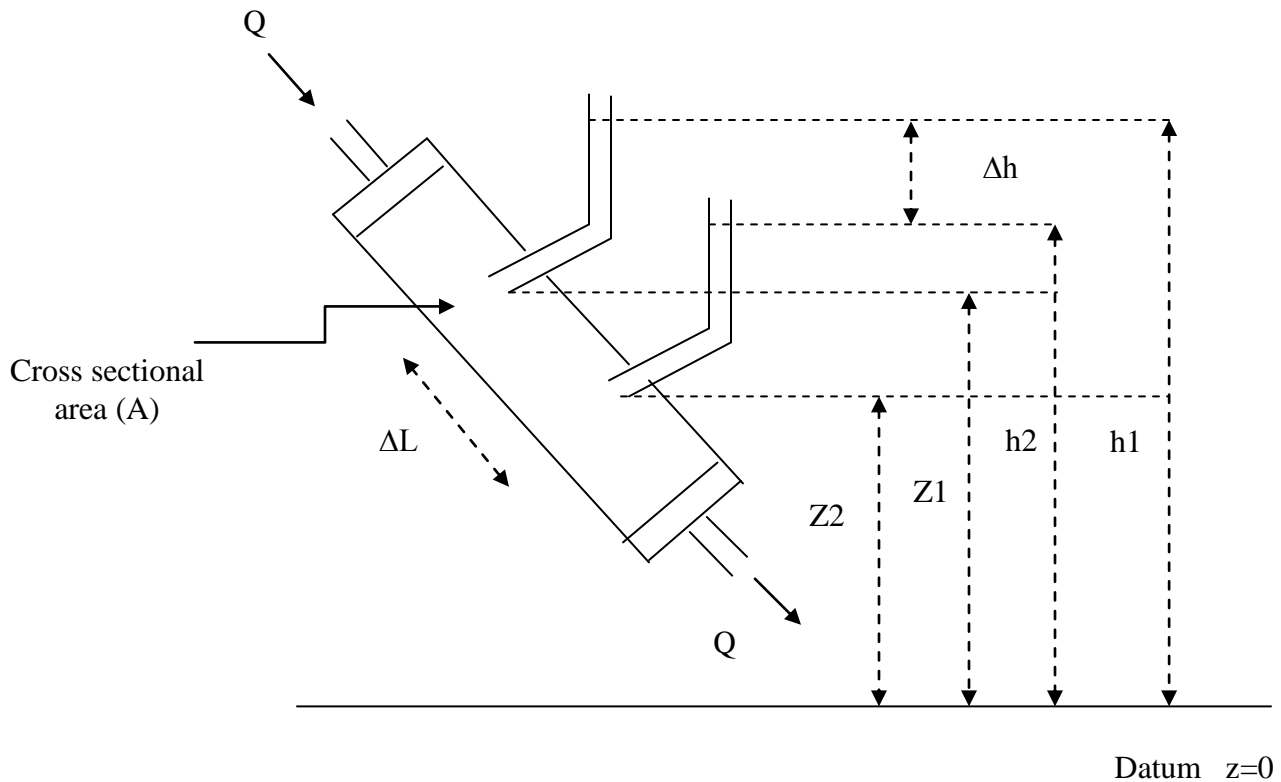 Q
Δh
Cross sectional
area (A)
ΔL
h2
h1
Z1
Z2
Q
Datum z=0